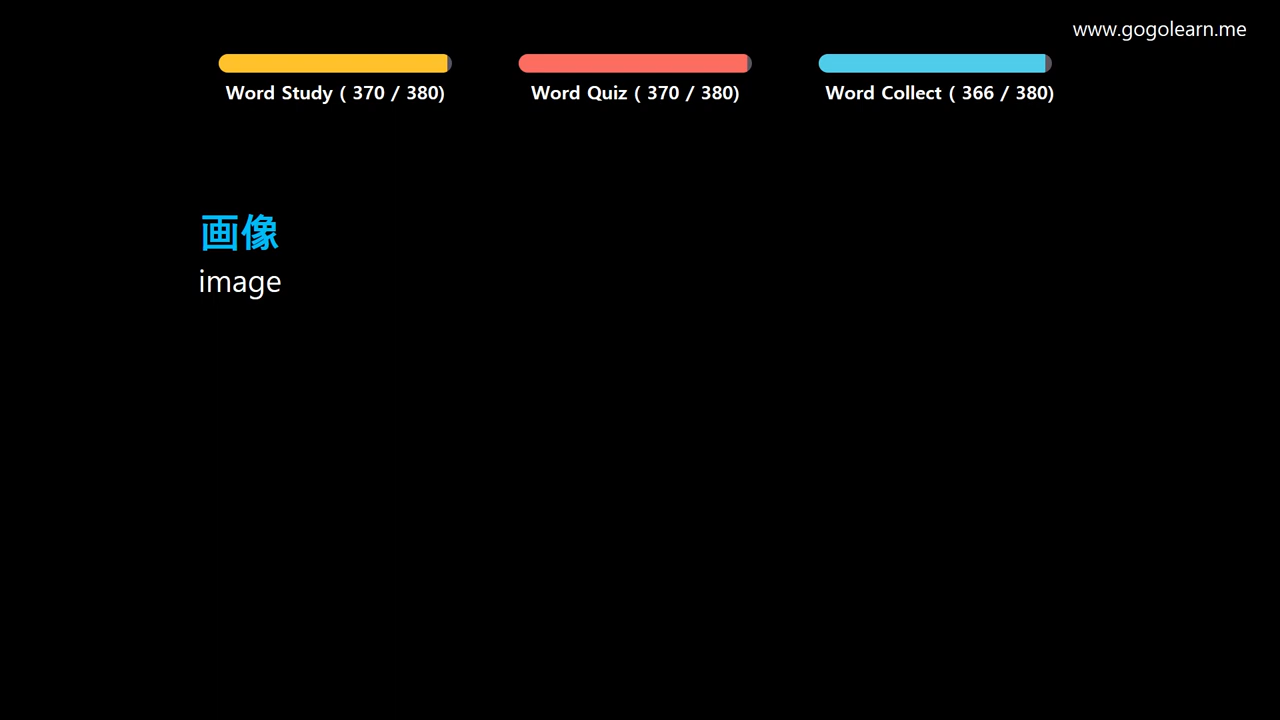 www.gogolearn.me
Word Study ( 370 / 380)
Word Quiz ( 370 / 380)
Word Collect ( 366 / 380)
画像
image